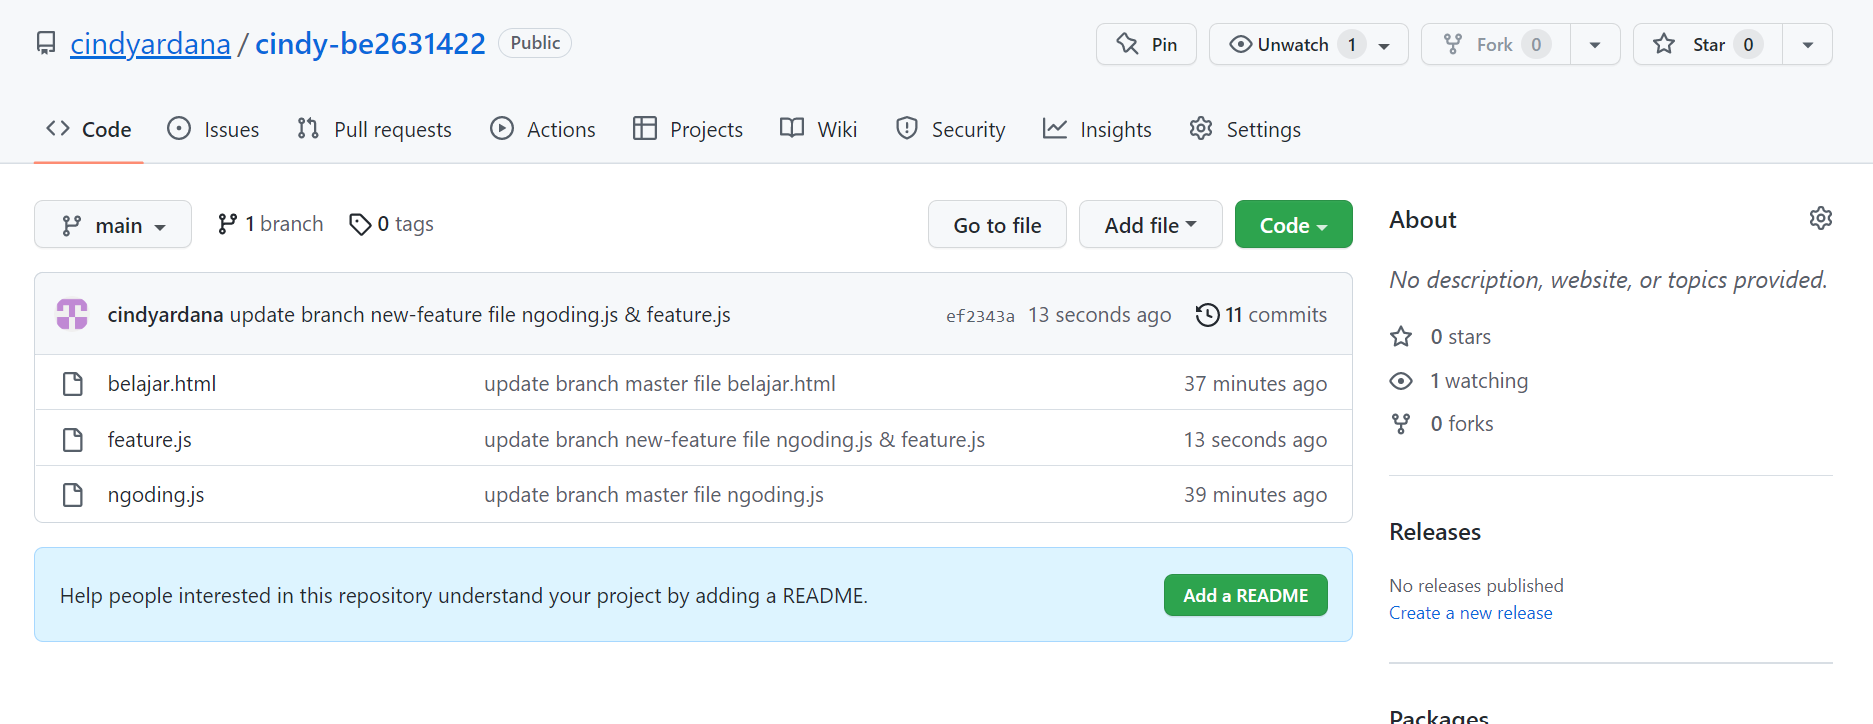 cindyardana / cindy-be2631422 Public
Pin Unwatch 1 Fork 0 Star 0
Code Issues Pull requests Actions Projects Wiki Security Insights Settings
main 1 branch 0 tags Go to file Add file Code
cindyardana update branch new-feature file ngoding.js & feature.js ef2343a 13 seconds ago 11 commits
belajar.html update branch master file belajar.html 37 minutes ago
feature.js update branch new-feature file ngoding.js & feature.js 13 seconds ago
ngoding.js update branch master file ngoding.js 39 minutes ago
Help people interested in this repository understand your project by adding a README. Add a README
About
No description, website, or topics provided.
0 stars
1 watching
0 forks
Releases
No releases published
Create a new release
Packages